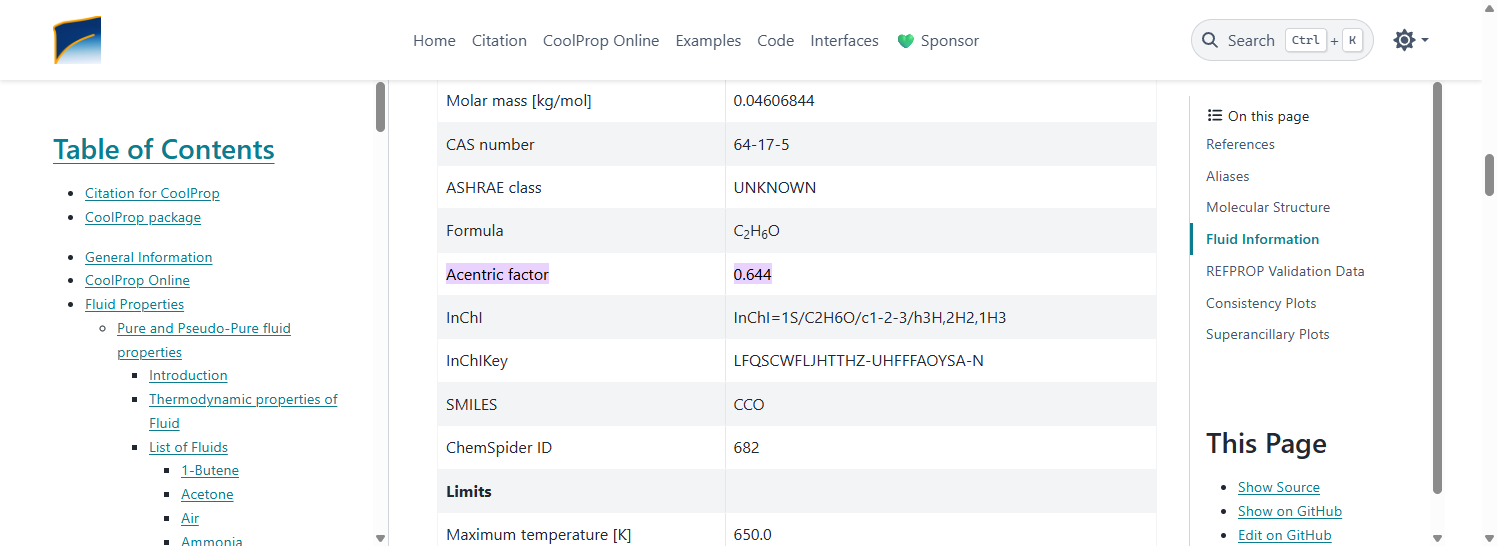 Home Citation CoolProp Online Examples Code Interfaces Sponsor
Search Ctrl + K
Table of Contents
Citation for CoolProp
CoolProp package
General Information
CoolProp Online
Fluid Properties
Pure and Pseudo-Pure fluid
properties
Introduction
Thermodynamic properties of
Fluid
List of Fluids
1-Butene
Acetone
Air
Ammonia
Molar mass [kg/mol] 0.04606844
CAS number 64-17-5
ASHRAE class UNKNOWN
Formula C₂H₆O
Acentric factor 0.644
InChI InChI=1S/C2H6O/c1-2-3/h3H,2H2,1H3
InChIKey LFQSCWFLJHTTHZ-UHFFFAOYSA-N
SMILES CCO
ChemSpider ID 682
Limits
Maximum temperature [K] 650.0
On this page
References
Aliases
Molecular Structure
Fluid Information
REFPROP Validation Data
Consistency Plots
Superancillary Plots
This Page
Show Source
Show on GitHub
Edit on GitHub